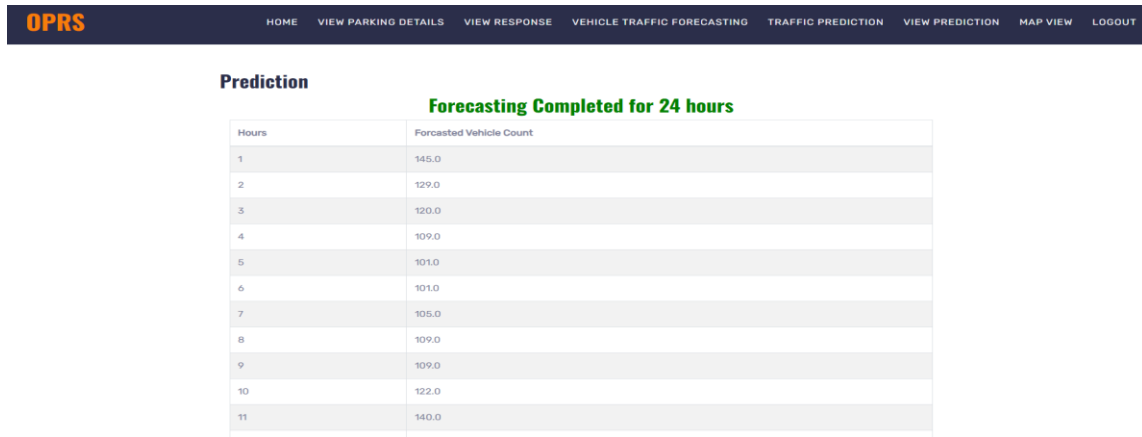 OPRS HOME VIEW PARKING DETAILS VIEW RESPONSE VEHICLE TRAFFIC FORECASTING TRAFFIC PREDICTION VIEW PREDICTION MAP VIEW LOGOUT
Prediction
Forecasting Completed for 24 hours
Hours Forcasted Vehicle Count
1 145.0
2 129.0
3 120.0
4 109.0
5 101.0
6 101.0
7 105.0
8 109.0
9 109.0
10 122.0
11 140.0